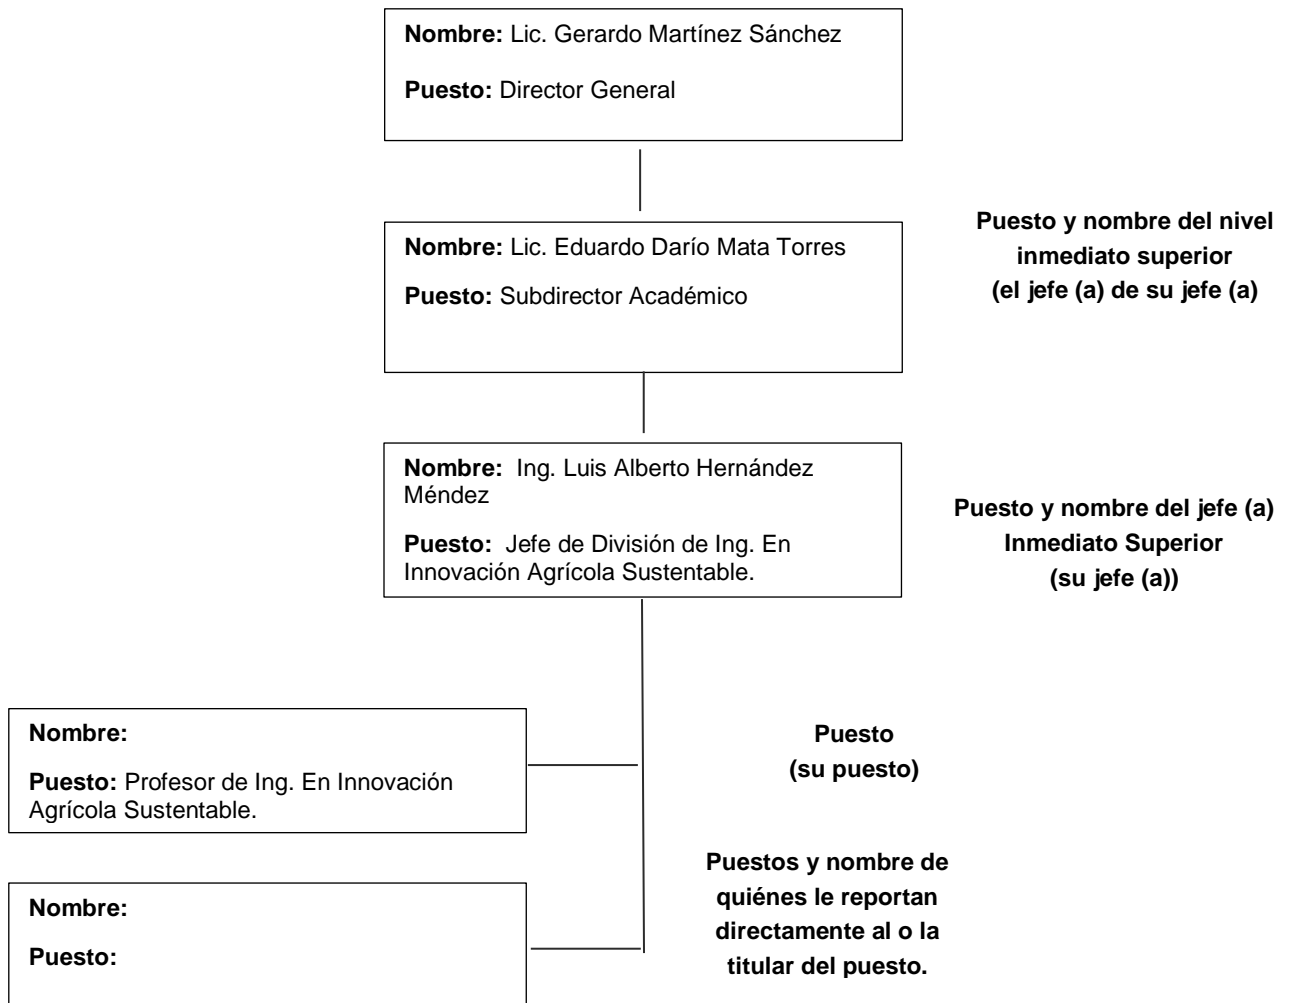 Nombre: Lic. Gerardo Martínez Sánchez
Puesto: Director General
Nombre: Lic. Eduardo Darío Mata Torres
Puesto: Subdirector Académico
Puesto y nombre del nivel
inmediato superior
(el jefe (a) de su jefe (a)
Nombre: Ing. Luis Alberto Hernández
Méndez
Puesto: Jefe de División de Ing. En
Innovación Agrícola Sustentable.
Puesto y nombre del jefe (a)
Inmediato Superior
(su jefe (a))
Nombre:
Puesto: Profesor de Ing. En Innovación
Agrícola Sustentable.
Puesto
(su puesto)
Nombre:
Puesto:
Puestos y nombre de
quiénes le reportan
directamente al o la
titular del puesto.